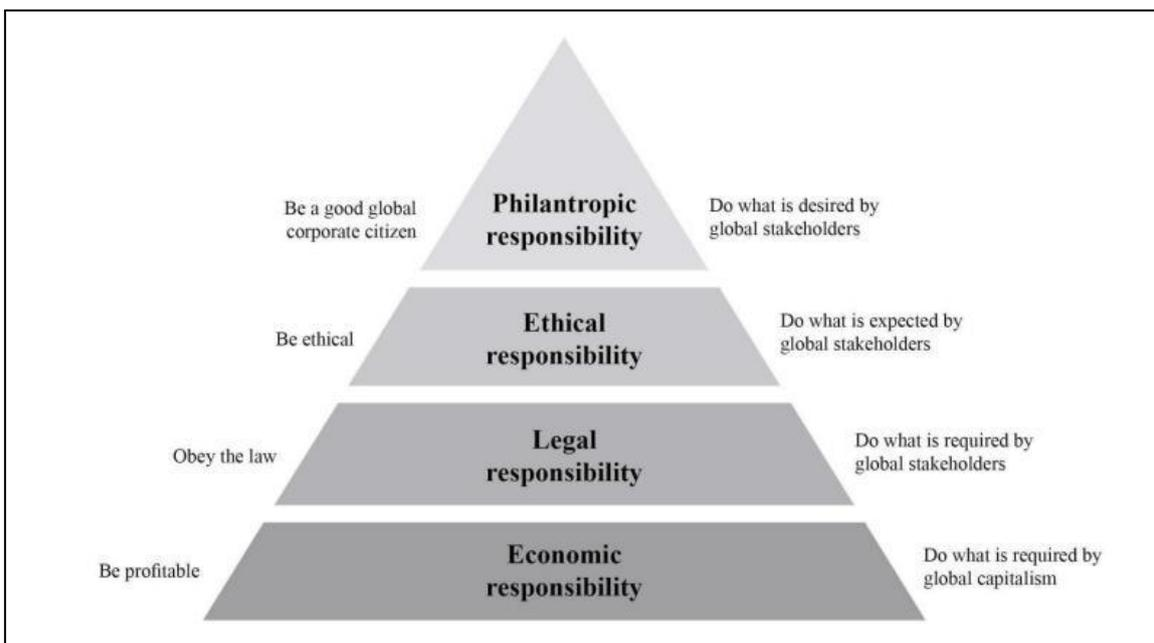 Be a good global
corporate citizen
Philantropic
responsibility
Do what is desired by
global stakeholders
Be ethical
Ethical
responsibility
Do what is expected by
global stakeholders
Obey the law
Legal
responsibility
Do what is required by
global stakeholders
Be profitable
Economic
responsibility
Do what is required by
global capitalism